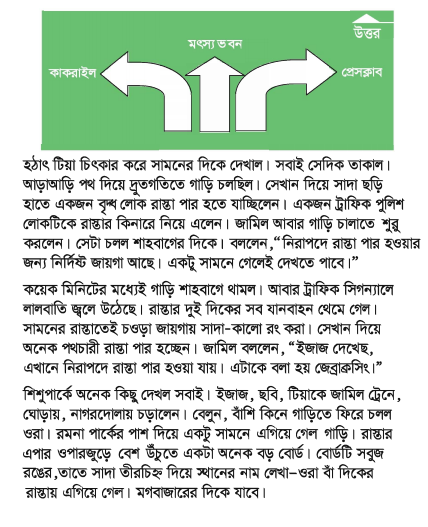 উত্তর
মৎস্য ভবন
কাকরাইল
প্রেসক্লাব
হঠাৎ টিয়া চিৎকার করে সামনের দিকে দেখাল। সবাই সেদিক তাকাল।
আড়াআড়ি পথ দিয়ে দ্রুতগতিতে গাড়ি চলছিল। সেখান দিয়ে সাদা ছড়ি
হাতে একজন বৃদ্ধ লোক রাস্তা পার হতে যাচ্ছিলেন। একজন ট্রাফিক পুলিশ
লোকটিকে রাস্তার কিনারে নিয়ে এলেন। জামিল আবার গাড়ি চালাতে শুরু
করলেন। সেটা চলল শাহবাগের দিকে। বললেন,“নিরাপদে রাস্তা পার হওয়ার
জন্য নির্দিষ্ট জায়গা আছে। একটু সামনে গেলেই দেখতে পাবে।”
কয়েক মিনিটের মধ্যেই গাড়ি শাহবাগে থামল। আবার ট্রাফিক সিগন্যালে
লালবাতি জ্বলে উঠেছে। রাস্তার দুই দিকের সব যানবাহন থেমে গেল।
সামনের রাস্তাতেই চওড়া জায়গায় সাদা-কালো রং করা। সেখান দিয়ে
অনেক পথচারী রাস্তা পার হচ্ছেন। জামিল বললেন, “ইজাজ দেখেছ,
এখানে নিরাপদে রাস্তা পার হওয়া যায়। এটাকে বলা হয় জেব্রাক্রসিং।”
শিশুপার্কে অনেক কিছু দেখল সবাই। ইজাজ, ছবি, টিয়াকে জামিল ট্রেনে,
ঘোড়ায়, নাগরদোলায় চড়ালেন। বেলুন, বাঁশি কিনে গাড়িতে ফিরে চলল
ওরা। রমনা পার্কের পাশ দিয়ে একটু সামনে এগিয়ে গেল গাড়ি। রাস্তার
এপার ওপারজুড়ে বেশ উঁচুতে একটা অনেক বড় বোর্ড। বোর্ডটি সবুজ
রঙের,তাতে সাদা তীরচিহ্ন দিয়ে স্থানের নাম লেখা–ওরা বাঁ দিকের
রাস্তায় এগিয়ে গেল। মগবাজারের দিকে যাবে।